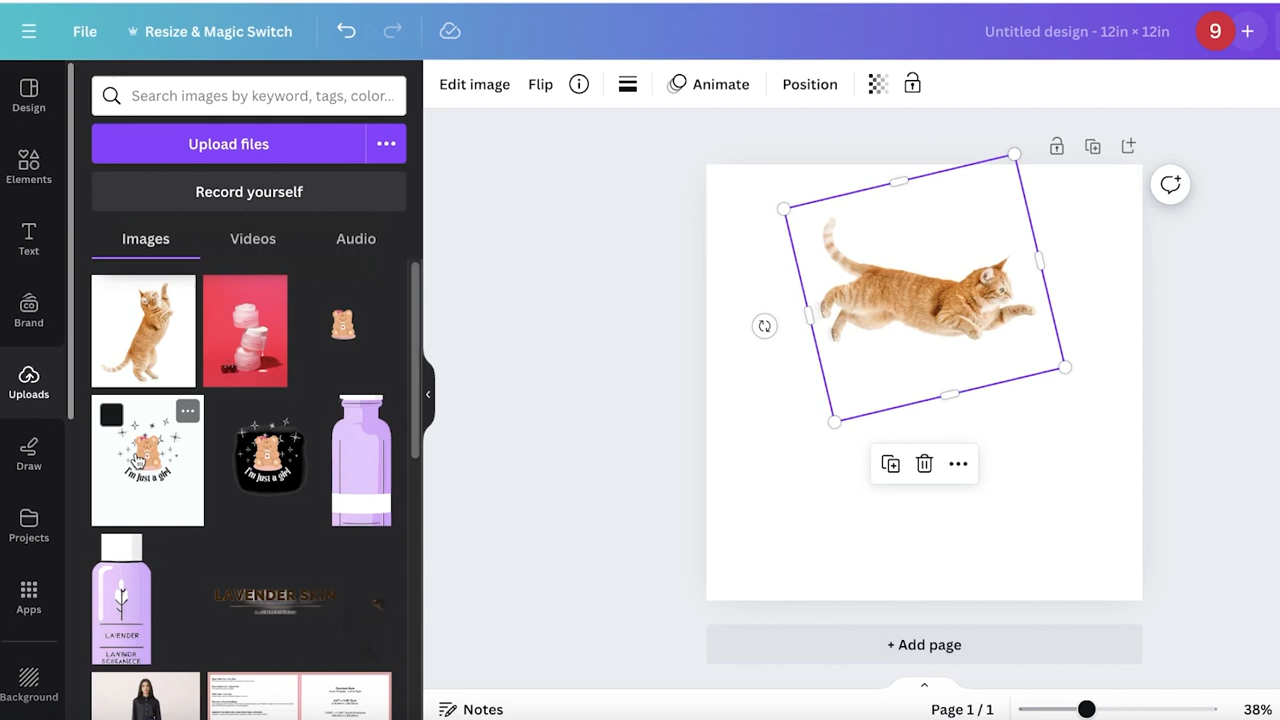 File
Resize & Magic Switch
Untitled design - 12in × 12in
9
Design
Elements
Text
Brand
Uploads
Draw
Projects
Apps
Background
Search images by keyword, tags, color...
Upload files
Record yourself
Images
Videos
Audio
I'm just a girl
I'm just a girl
LAVENDER SKIN
Edit image
Flip
Animate
Position
+ Add page
Notes
Page 1 / 1
38%